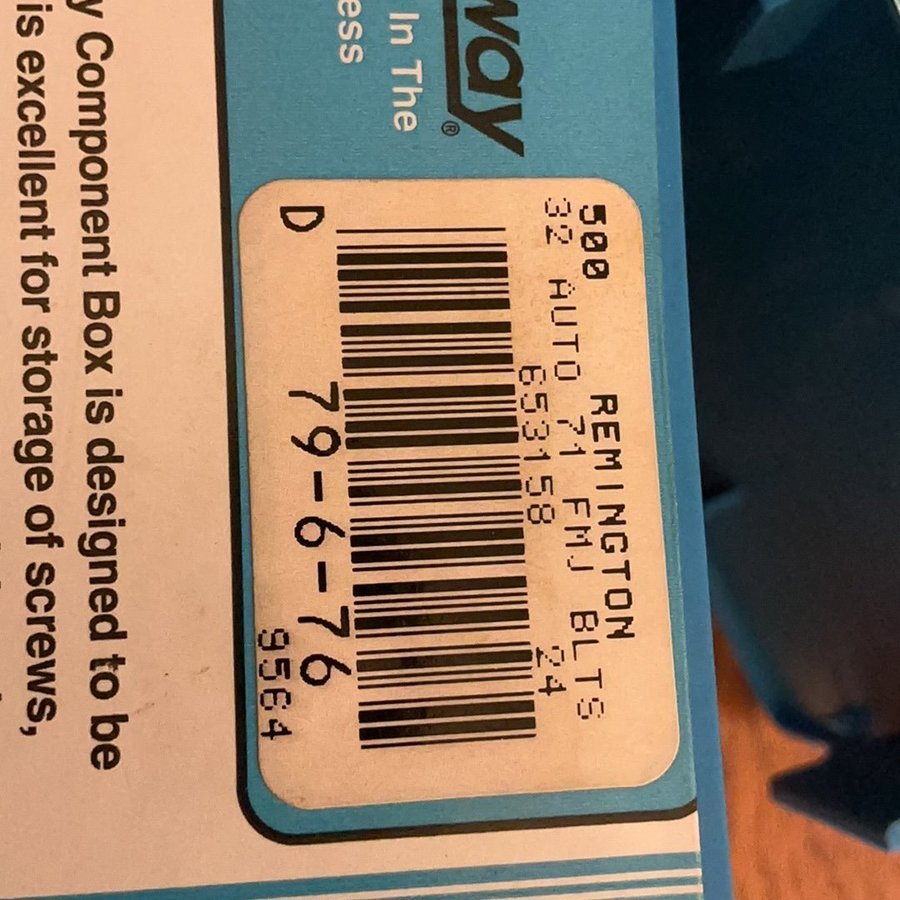 way®
In The
ess
500 REMINGTON
32 AUTO 71 FMJ BLTS
653158 24
D
79-6-76
9564
y Component Box is designed to be
is excellent for storage of screws,